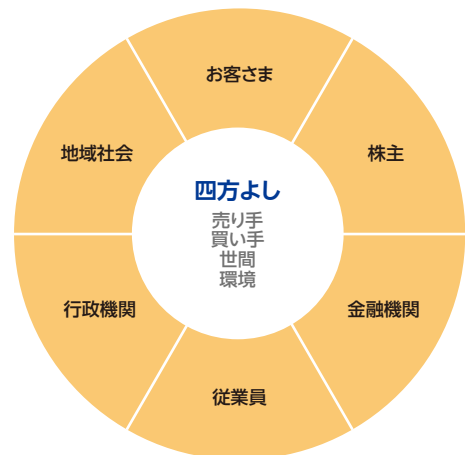 お客さま
地域社会
株主
四方よし
売り手
買い手
世間
環境
行政機関
金融機関
従業員